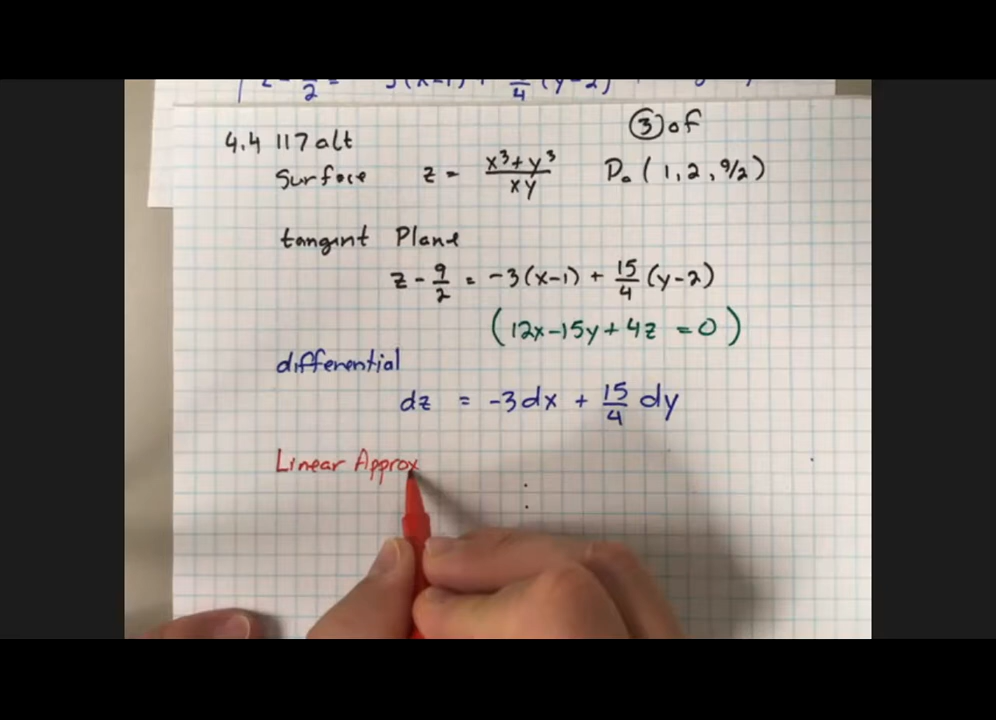 4.4 117 alt
③ of
Surface z = x³+y³/xy P₀ (1, 2, 9/2)
tangent Plane
z - 9/2 = -3(x-1) + 15/4 (y-2)
(12x-15y+4z = 0)
differential
dz = -3dx + 15/4 dy
Linear Approx